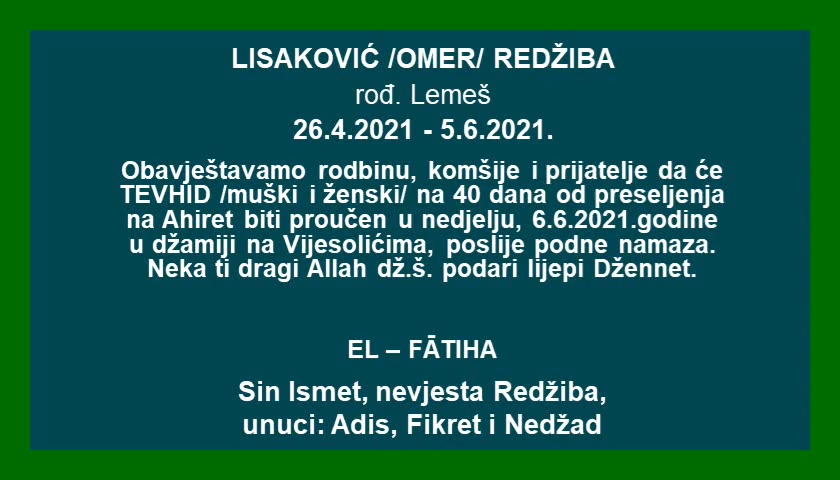 LISAKOVIĆ /OMER/ REDŽIBA
rođ. Lemeš
26.4.2021 - 5.6.2021.
Obavještavamo rodbinu, komšije i prijatelje da će
TEVHID /muški i ženski/ na 40 dana od preseljenja
na Ahiret biti proučen u nedjelju, 6.6.2021.godine
u džamiji na Vijesolićima, poslije podne namaza.
Neka ti dragi Allah dž.š. podari lijepi Džennet.
EL – FĀTIHA
Sin Ismet, nevjesta Redžiba,
unuci: Adis, Fikret i Nedžad